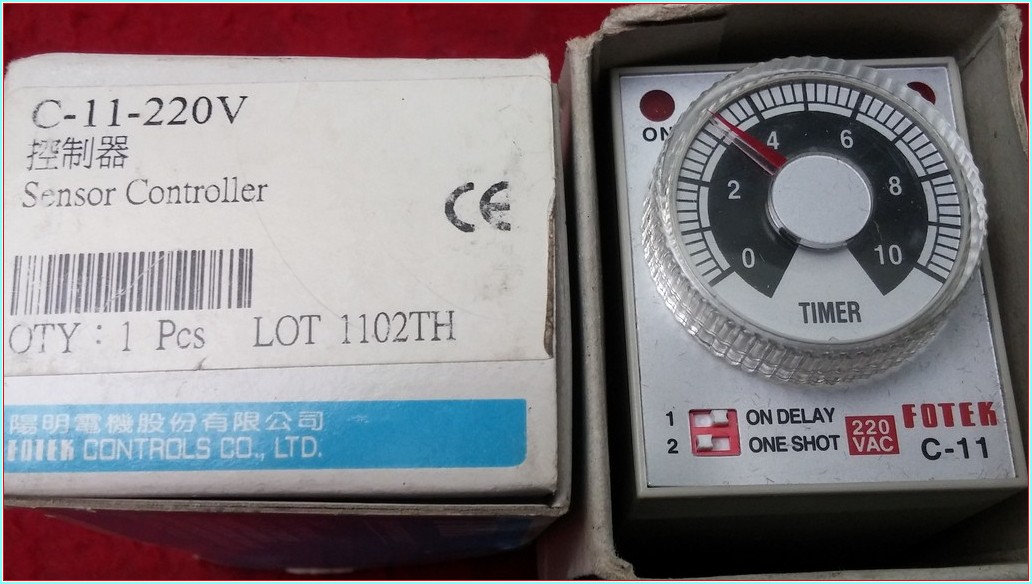 C-11-220V
控制器
Sensor Controller
CE
QTY : 1 Pcs LOT 1102TH
陽明電機股份有限公司
FOTEK CONTROLS CO., LTD.
ON
0
2
4
6
8
10
TIMER
1 ON DELAY
2 ONE SHOT
220
VAC
FOTEK
C-11